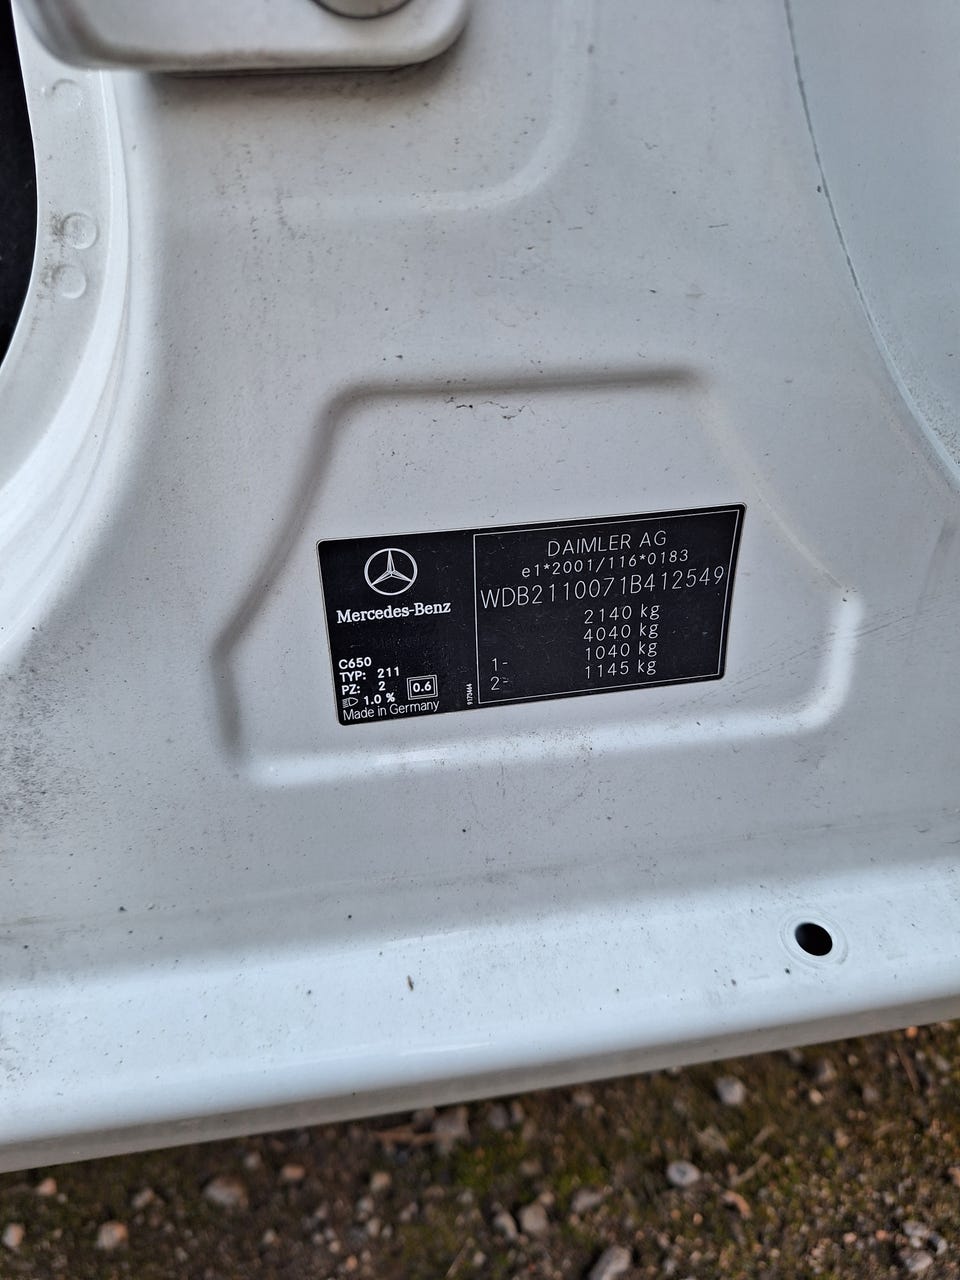 Mercedes-Benz
C650
TYP: 211
PZ: 2
1.0 %
0.6
Made in Germany
9173464
DAIMLER AG
e1*2001/116*0183
WDB2110071B412549
2140 kg
4040 kg
1- 1040 kg
2- 1145 kg